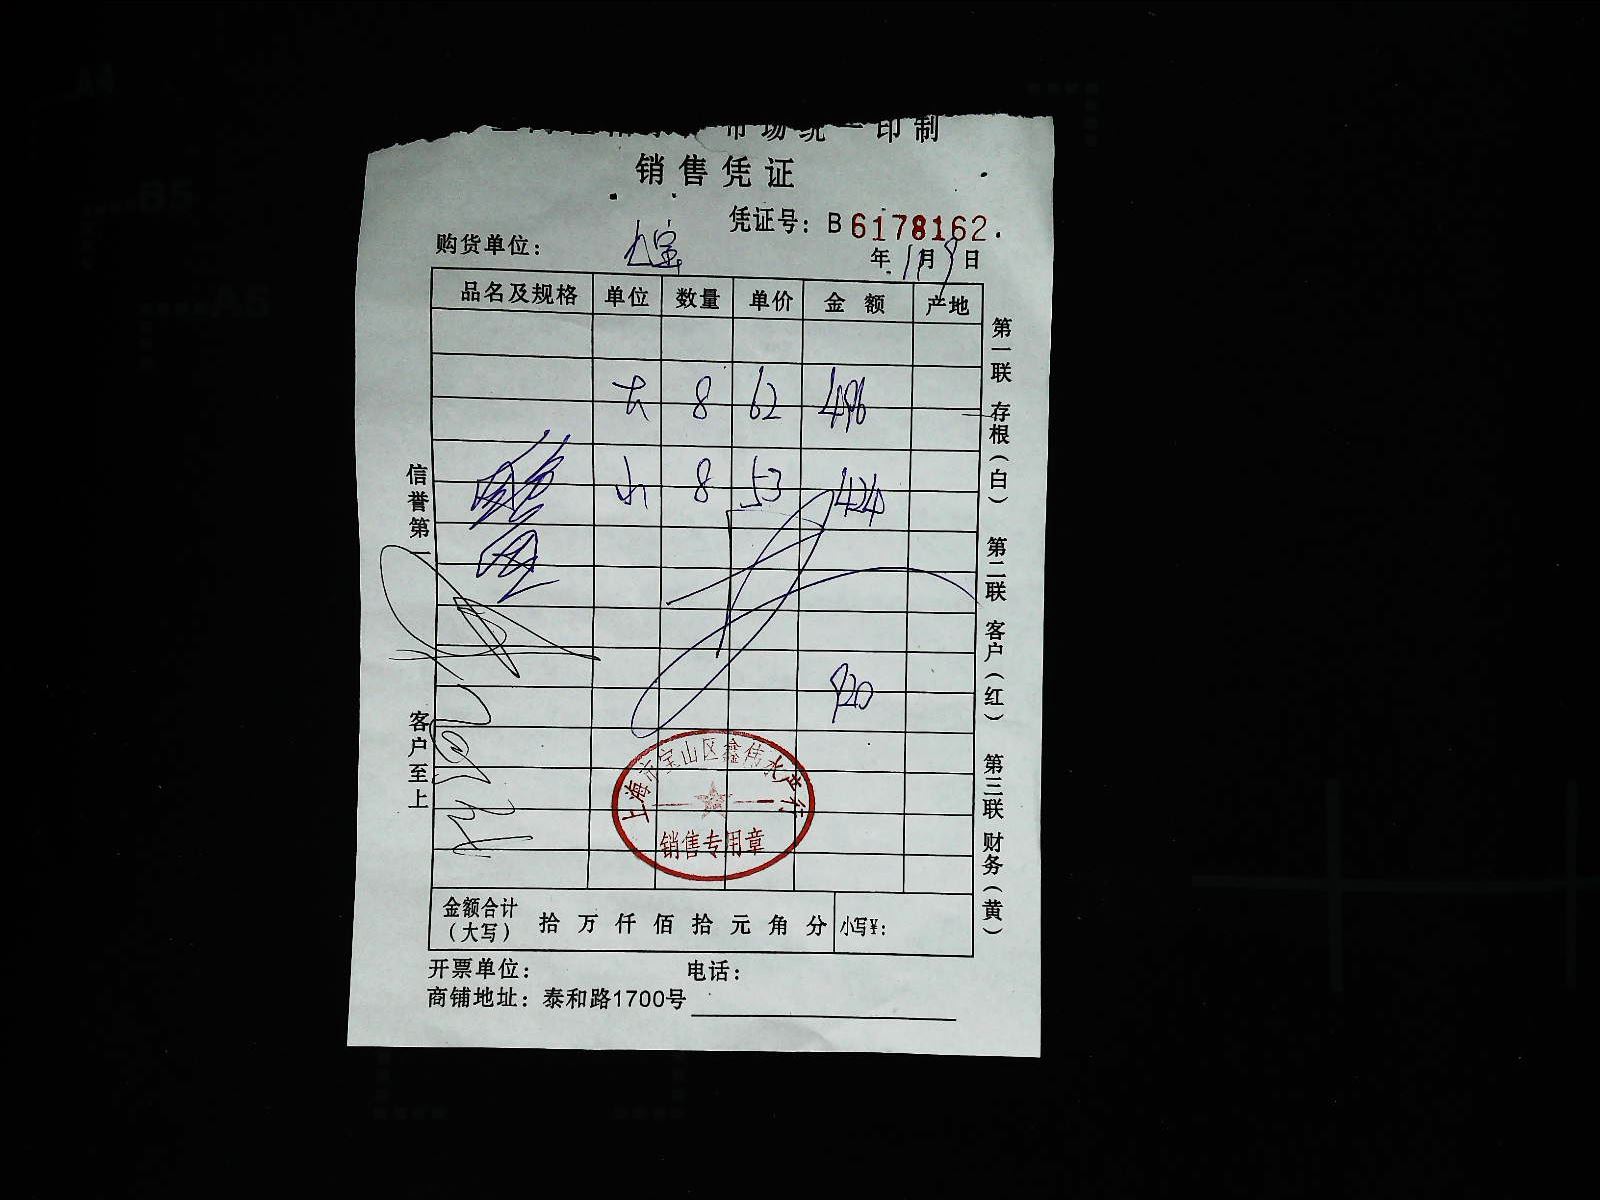 市场统一印制
销售凭证
凭证号：B 6178162
购货单位：
年 11月 9日
品名及规格 单位 数量 单价 金额 产地
大 8 62 496
小 8 53 424
920
上海市宝山区鑫伟水产行
销售专用章
金额合计（大写） 拾 万 仟 佰 拾 元 角 分 小写¥：
开票单位： 电话：
商铺地址：泰和路1700号
信誉第一 客户至上
第一联 存根（白） 第二联 客户（红） 第三联 财务（黄）